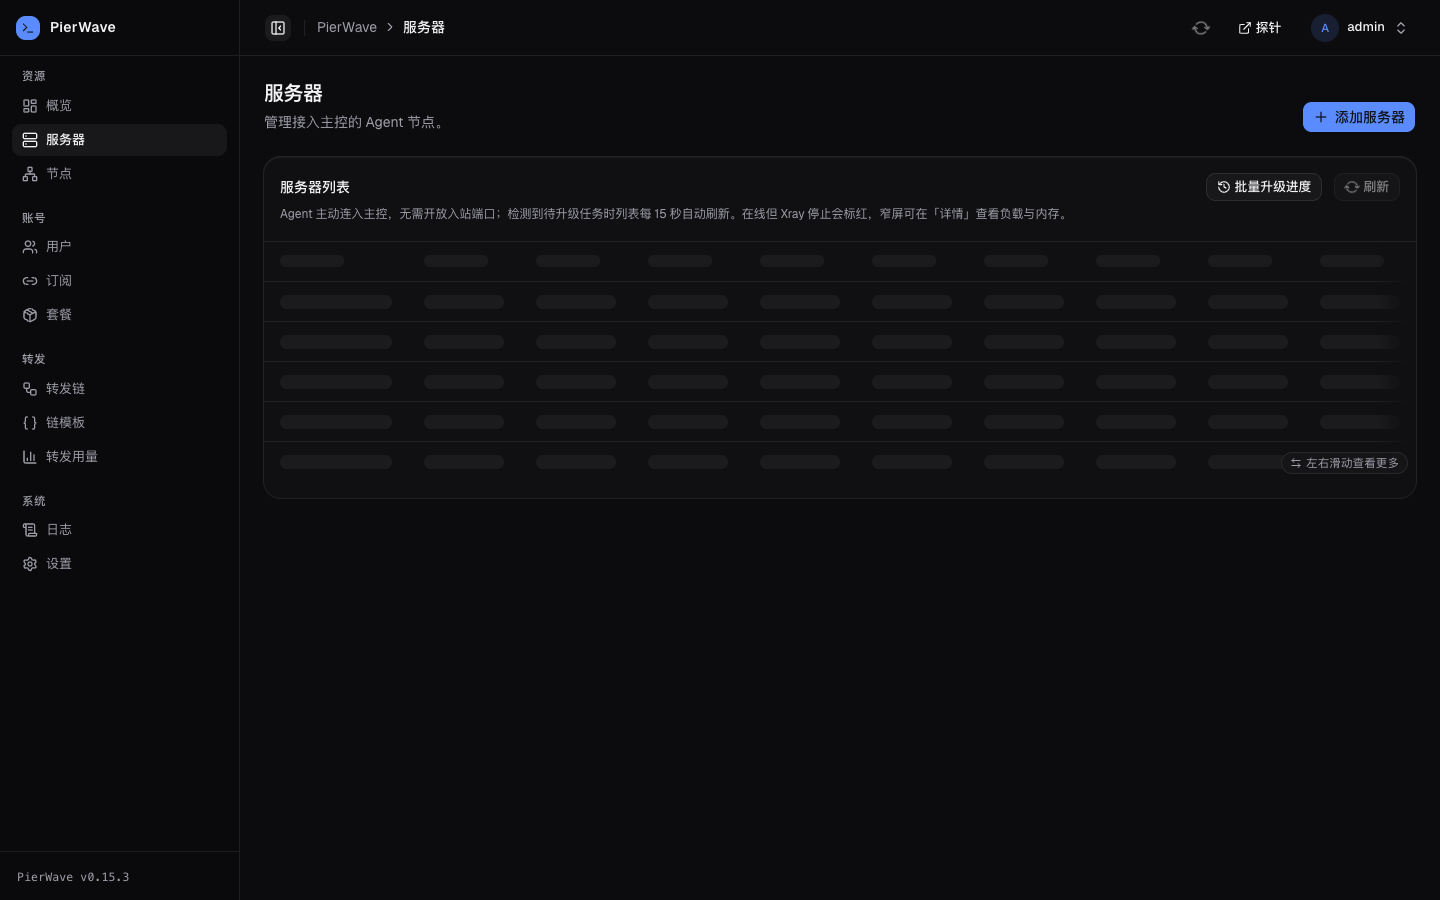 PierWave
PierWave > 服务器
探针
A
admin
资源
概览
服务器
节点
账号
用户
订阅
套餐
转发
转发链
链模板
转发用量
系统
日志
设置
PierWave v0.15.3
服务器
管理接入主控的 Agent 节点。
添加服务器
服务器列表
批量升级进度
刷新
Agent 主动连入主控，无需开放入站端口；检测到待升级任务时列表每 15 秒自动刷新。在线但 Xray 停止会标红，窄屏可在「详情」查看负载与内存。
左右滑动查看更多